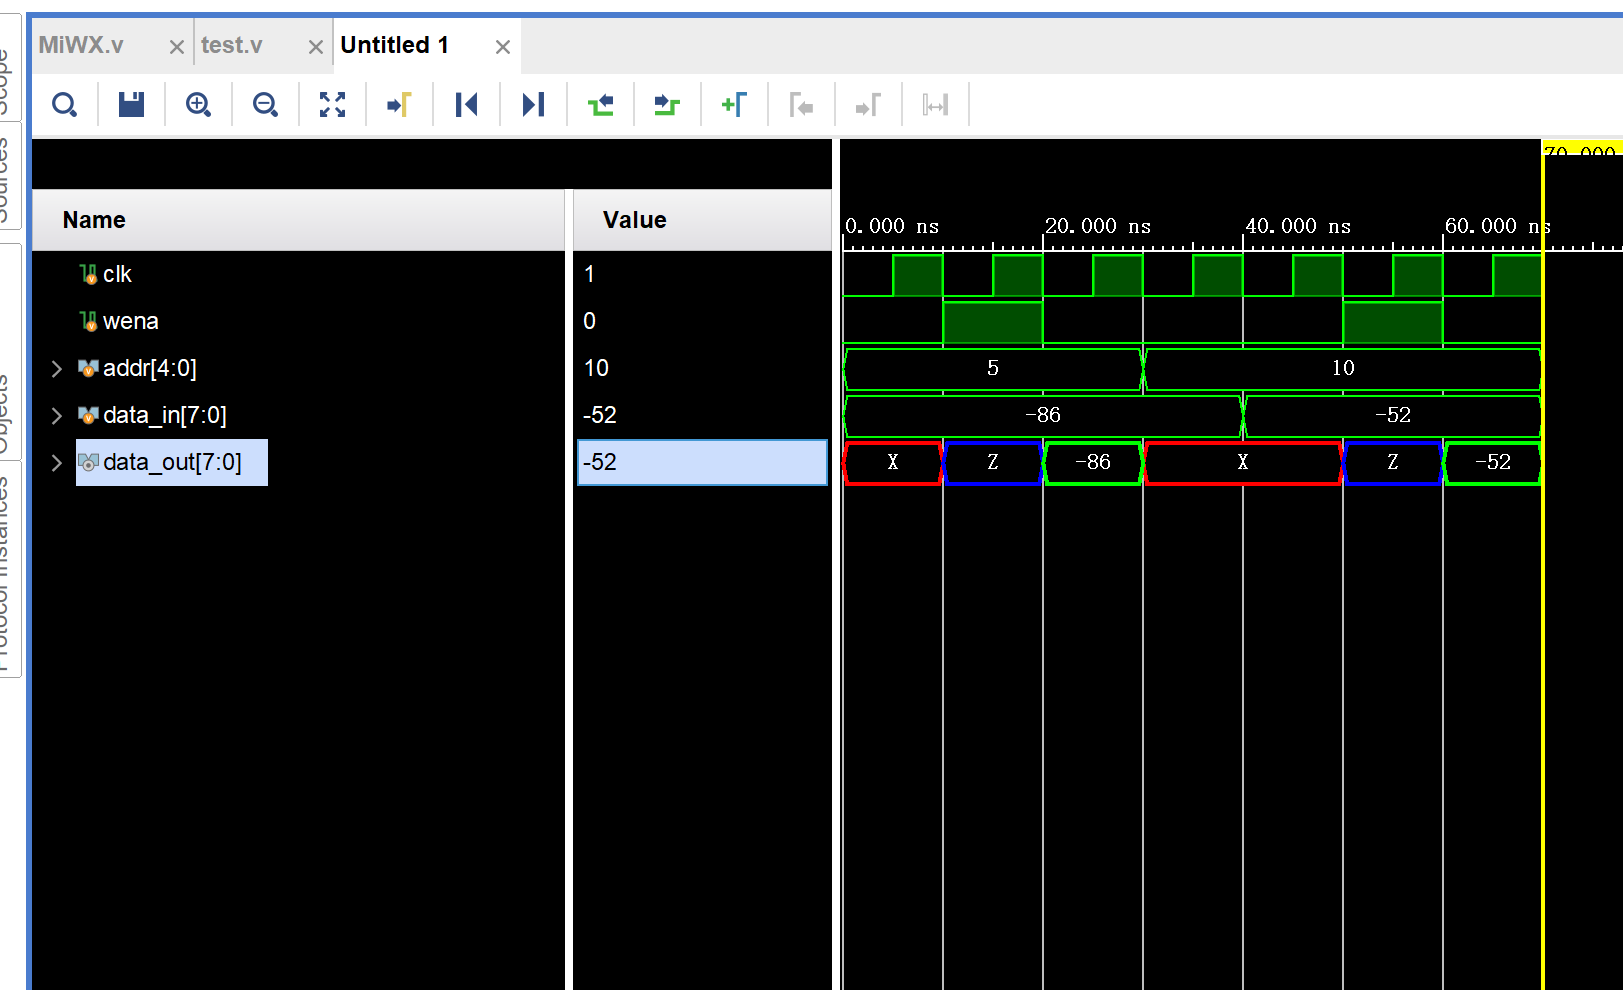 MiWX.v
test.v
Untitled 1
Scope
Sources
Objects
Protocol Instances
Name
Value
70.000
0.000 ns
20.000 ns
40.000 ns
60.000 ns
clk
1
wena
0
addr[4:0]
10
5
10
data_in[7:0]
-52
-86
-52
data_out[7:0]
-52
X
Z
-86
X
Z
-52